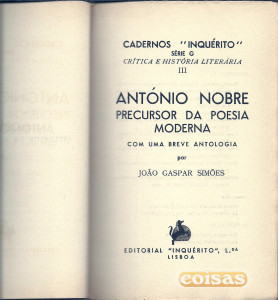 CADERNOS "INQUÉRITO"
SÉRIE G
CRÍTICA E HISTÓRIA LITERÁRIA
III
ANTÓNIO NOBRE
PRECURSOR DA POESIA
MODERNA
COM UMA BREVE ANTOLOGIA
por
JOÃO GASPAR SIMÕES
EDITORIAL "INQUÉRITO", L.DA
LISBOA
coisas